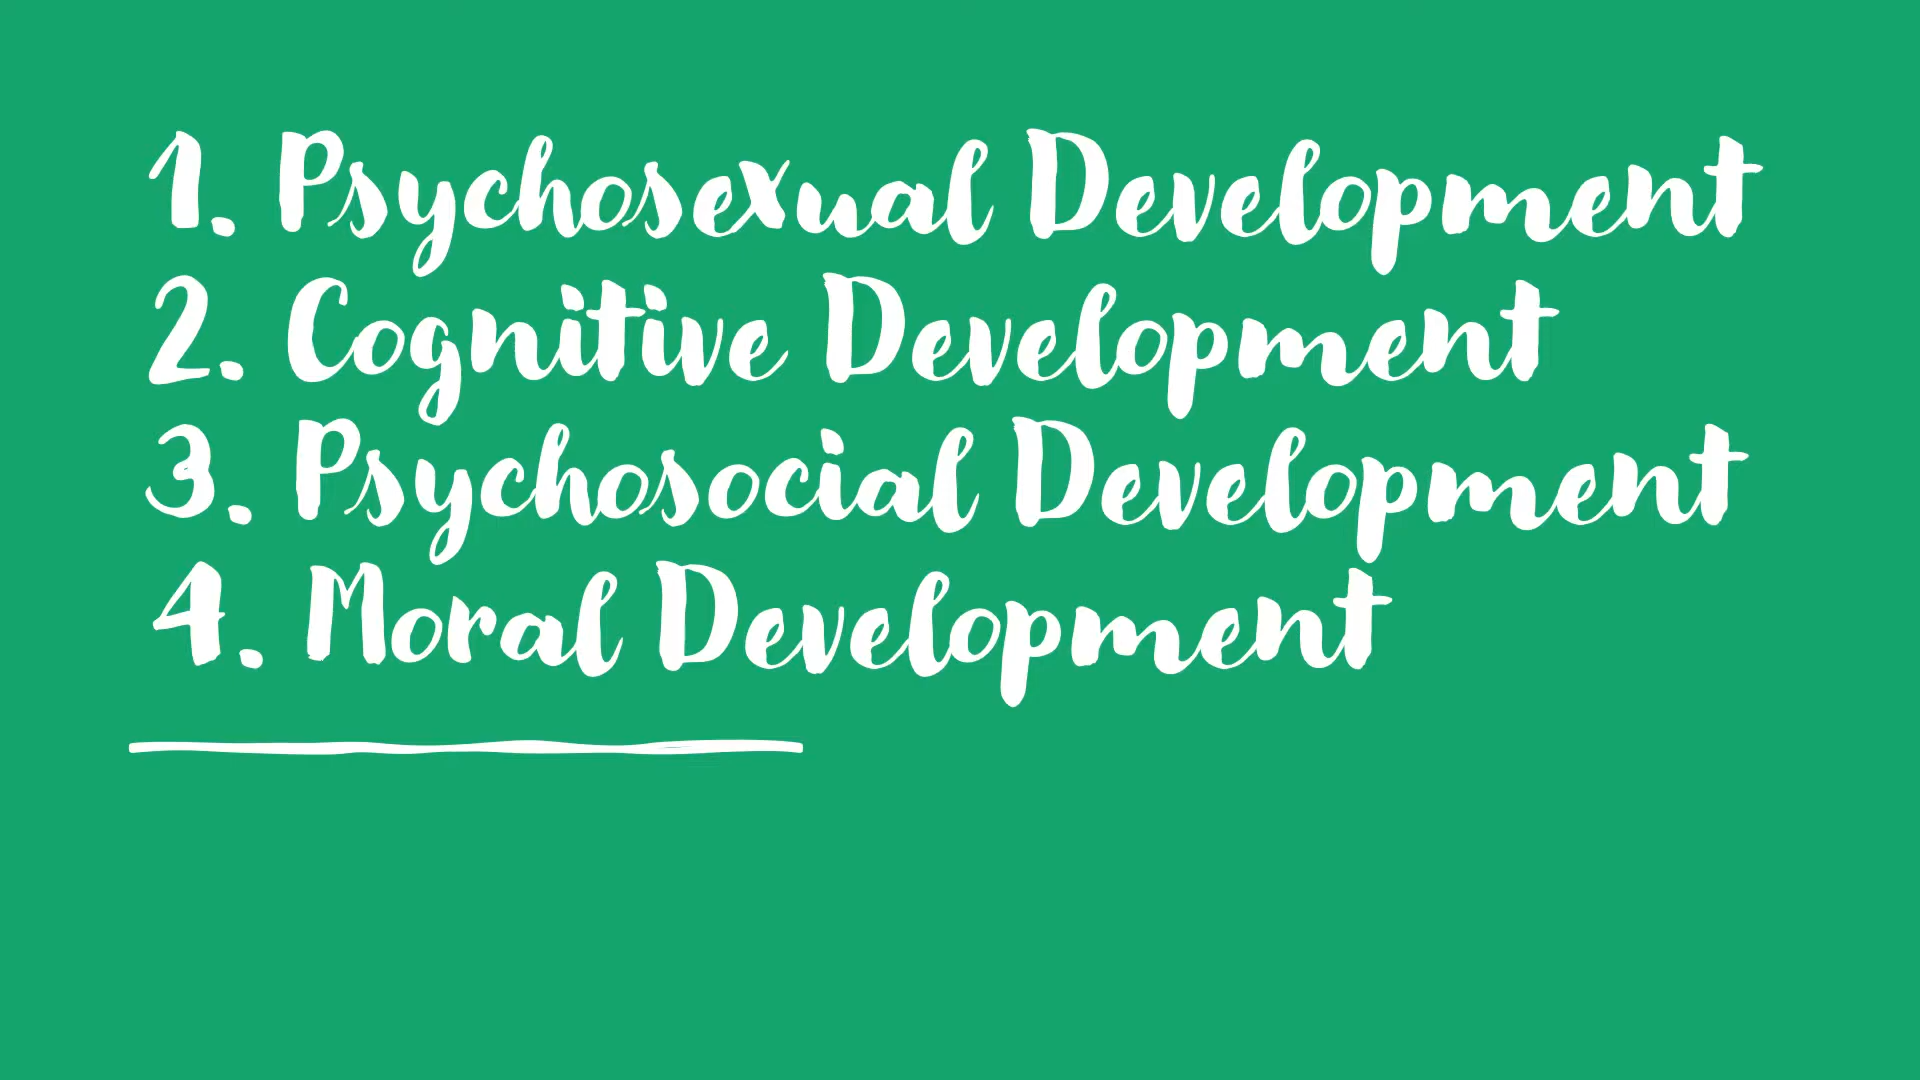 1. Psychosexual Development
2. Cognitive Development
3. Psychosocial Development
4. Moral Development